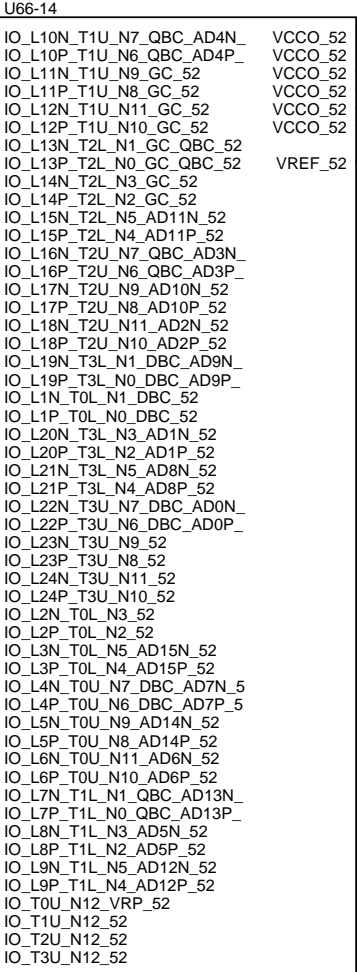 U66-14
IO_L10N_T1U_N7_QBC_AD4N_ VCCO_52
IO_L10P_T1U_N6_QBC_AD4P_ VCCO_52
IO_L11N_T1U_N9_GC_52 VCCO_52
IO_L11P_T1U_N8_GC_52 VCCO_52
IO_L12N_T1U_N11_GC_52 VCCO_52
IO_L12P_T1U_N10_GC_52 VCCO_52
IO_L13N_T2L_N1_GC_QBC_52
IO_L13P_T2L_N0_GC_QBC_52 VREF_52
IO_L14N_T2L_N3_GC_52
IO_L14P_T2L_N2_GC_52
IO_L15N_T2L_N5_AD11N_52
IO_L15P_T2L_N4_AD11P_52
IO_L16N_T2U_N7_QBC_AD3N_
IO_L16P_T2U_N6_QBC_AD3P_
IO_L17N_T2U_N9_AD10N_52
IO_L17P_T2U_N8_AD10P_52
IO_L18N_T2U_N11_AD2N_52
IO_L18P_T2U_N10_AD2P_52
IO_L19N_T3L_N1_DBC_AD9N_
IO_L19P_T3L_N0_DBC_AD9P_
IO_L1N_T0L_N1_DBC_52
IO_L1P_T0L_N0_DBC_52
IO_L20N_T3L_N3_AD1N_52
IO_L20P_T3L_N2_AD1P_52
IO_L21N_T3L_N5_AD8N_52
IO_L21P_T3L_N4_AD8P_52
IO_L22N_T3U_N7_DBC_AD0N_
IO_L22P_T3U_N6_DBC_AD0P_
IO_L23N_T3U_N9_52
IO_L23P_T3U_N8_52
IO_L24N_T3U_N11_52
IO_L24P_T3U_N10_52
IO_L2N_T0L_N3_52
IO_L2P_T0L_N2_52
IO_L3N_T0L_N5_AD15N_52
IO_L3P_T0L_N4_AD15P_52
IO_L4N_T0U_N7_DBC_AD7N_5
IO_L4P_T0U_N6_DBC_AD7P_5
IO_L5N_T0U_N9_AD14N_52
IO_L5P_T0U_N8_AD14P_52
IO_L6N_T0U_N11_AD6N_52
IO_L6P_T0U_N10_AD6P_52
IO_L7N_T1L_N1_QBC_AD13N_
IO_L7P_T1L_N0_QBC_AD13P_
IO_L8N_T1L_N3_AD5N_52
IO_L8P_T1L_N2_AD5P_52
IO_L9N_T1L_N5_AD12N_52
IO_L9P_T1L_N4_AD12P_52
IO_T0U_N12_VRP_52
IO_T1U_N12_52
IO_T2U_N12_52
IO_T3U_N12_52